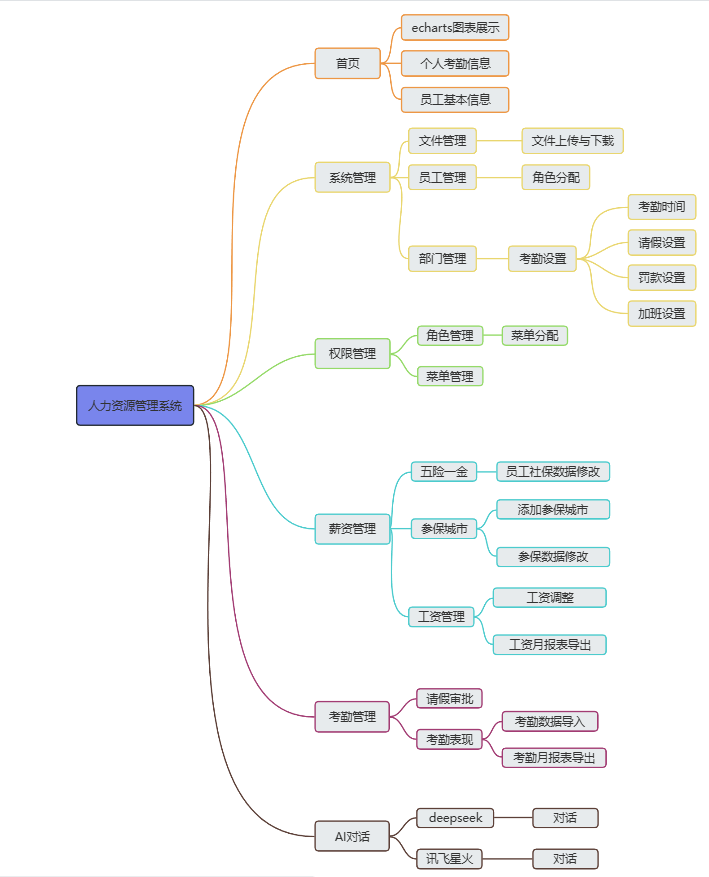 人力资源管理系统
首页
echarts图表展示
个人考勤信息
员工基本信息
系统管理
文件管理
文件上传与下载
员工管理
角色分配
部门管理
考勤设置
考勤时间
请假设置
罚款设置
加班设置
权限管理
角色管理
菜单分配
菜单管理
薪资管理
五险一金
员工社保数据修改
参保城市
添加参保城市
参保数据修改
工资管理
工资调整
工资月报表导出
考勤管理
请假审批
考勤表现
考勤数据导入
考勤月报表导出
AI对话
deepseek
对话
讯飞星火
对话